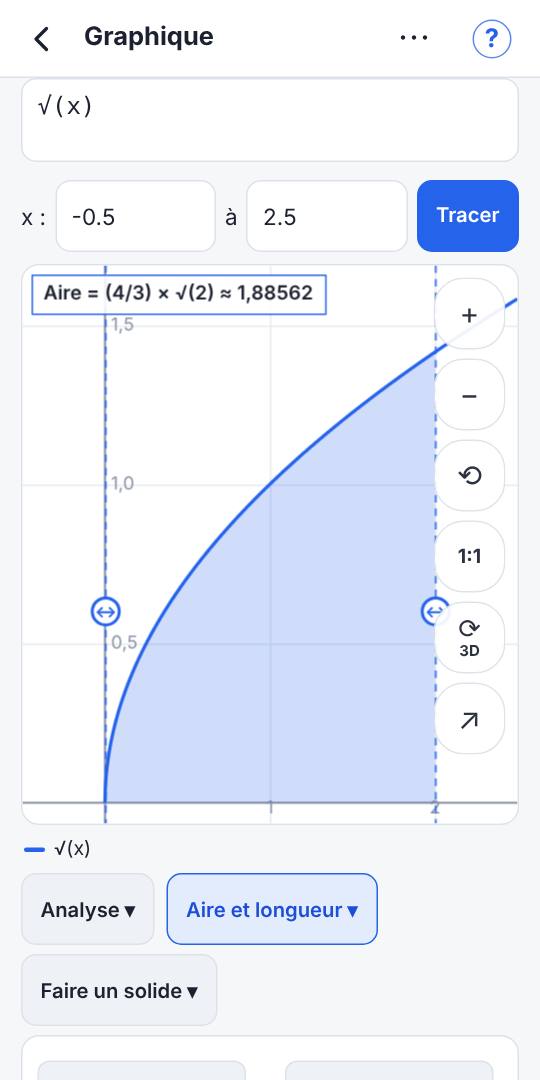 Graphique
?
√(x)
x :
-0.5
à
2.5
Tracer
Aire = (4/3) × √(2) ≈ 1,88562
1,5
1,0
0,5
1
2
+
−
1:1
3D
√(x)
Analyse ▾
Aire et longueur ▾
Faire un solide ▾